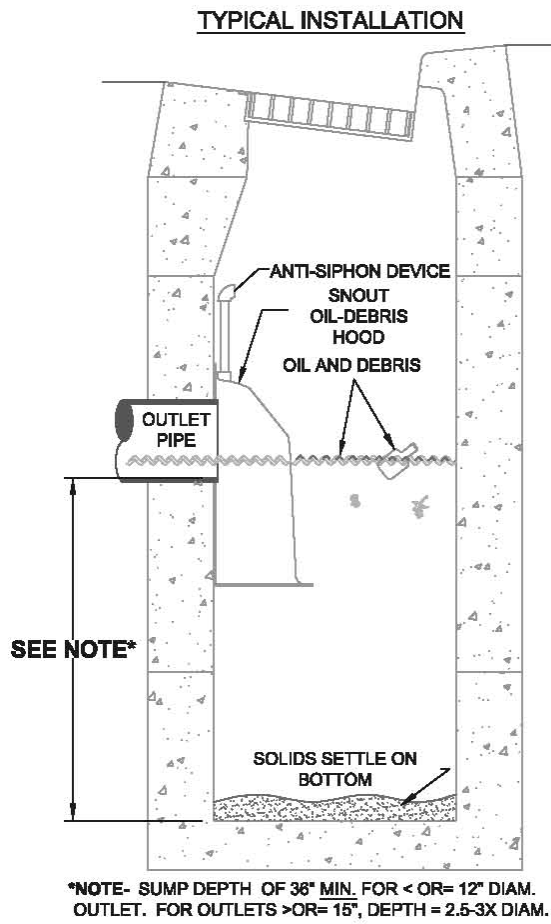 TYPICAL INSTALLATION
ANTI-SIPHON DEVICE
SNOUT
OIL-DEBRIS
HOOD
OIL AND DEBRIS
OUTLET
PIPE
SEE NOTE*
SOLIDS SETTLE ON
BOTTOM
*NOTE- SUMP DEPTH OF 36" MIN. FOR < OR= 12" DIAM.
OUTLET. FOR OUTLETS >OR= 15", DEPTH = 2.5-3X DIAM.